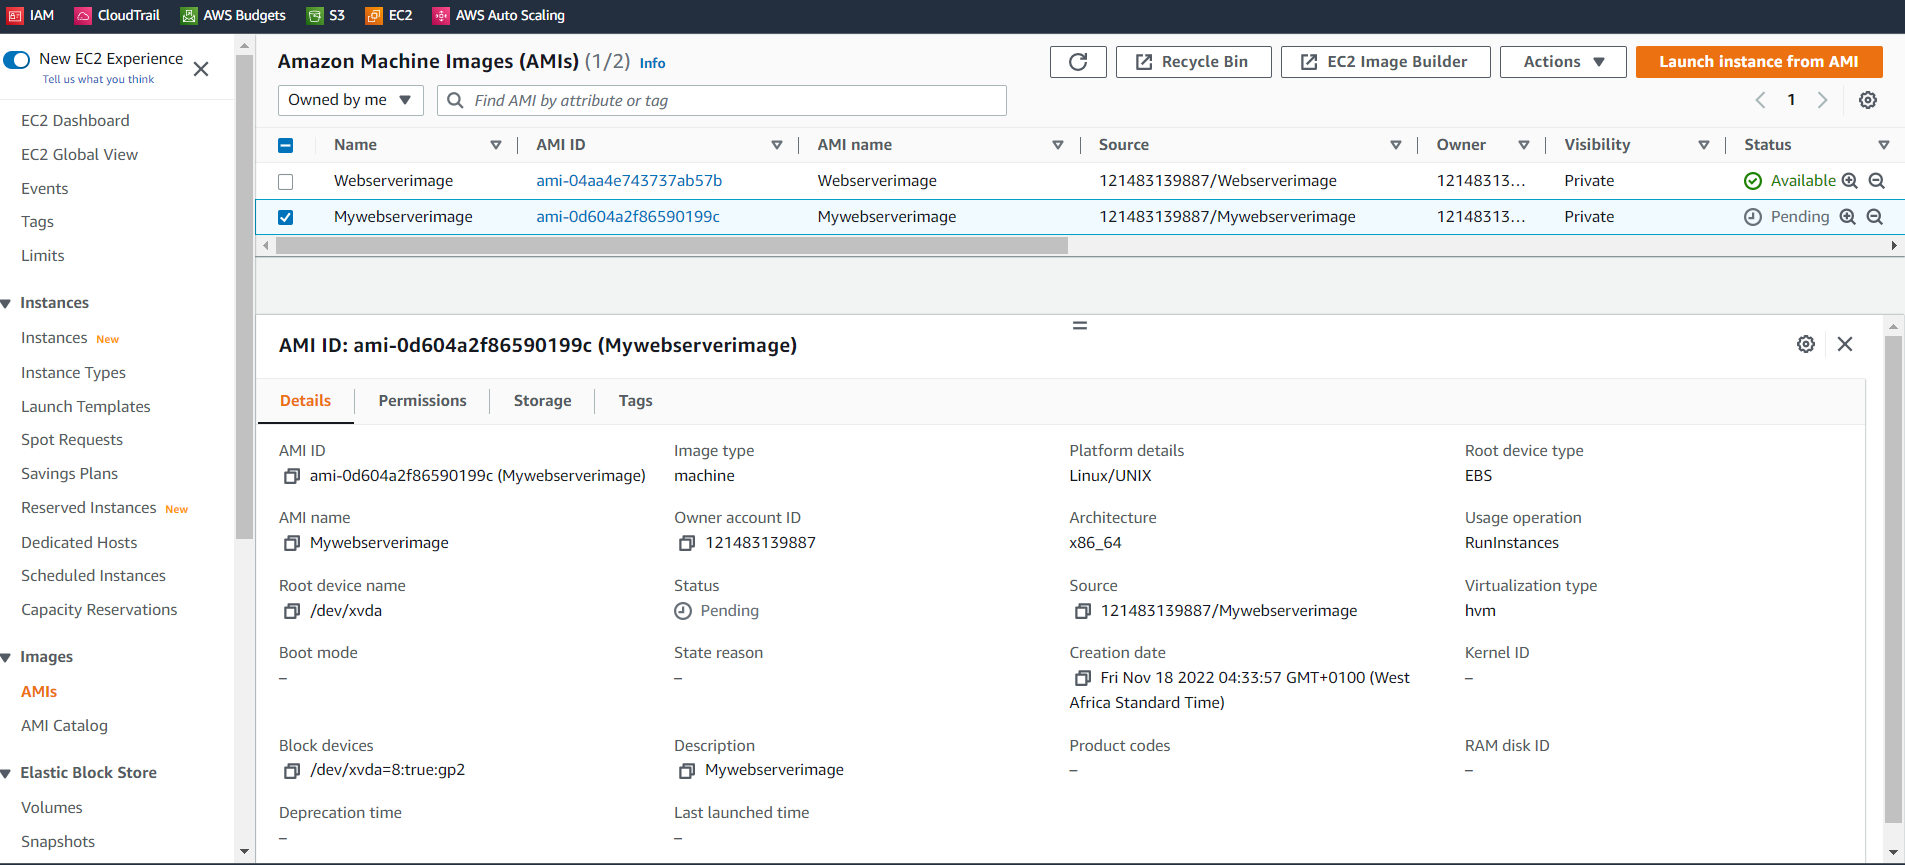 IAM CloudTrail AWS Budgets S3 EC2 AWS Auto Scaling
New EC2 Experience
Tell us what you think
EC2 Dashboard
EC2 Global View
Events
Tags
Limits
Instances
Instances New
Instance Types
Launch Templates
Spot Requests
Savings Plans
Reserved Instances New
Dedicated Hosts
Scheduled Instances
Capacity Reservations
Images
AMIs
AMI Catalog
Elastic Block Store
Volumes
Snapshots
Amazon Machine Images (AMIs) (1/2) Info
Recycle Bin EC2 Image Builder Actions Launch instance from AMI
Owned by me Find AMI by attribute or tag 1
Name AMI ID AMI name Source Owner Visibility Status
Webserverimage ami-04aa4e743737ab57b Webserverimage 121483139887/Webserverimage 12148313... Private Available
Mywebserverimage ami-0d604a2f86590199c Mywebserverimage 121483139887/Mywebserverimage 12148313... Private Pending
AMI ID: ami-0d604a2f86590199c (Mywebserverimage)
Details Permissions Storage Tags
AMI ID Image type Platform details Root device type
ami-0d604a2f86590199c (Mywebserverimage) machine Linux/UNIX EBS
AMI name Owner account ID Architecture Usage operation
Mywebserverimage 121483139887 x86_64 RunInstances
Root device name Status Source Virtualization type
/dev/xvda Pending 121483139887/Mywebserverimage hvm
Boot mode State reason Creation date Kernel ID
– – Fri Nov 18 2022 04:33:57 GMT+0100 (West –
Africa Standard Time)
Block devices Description Product codes RAM disk ID
/dev/xvda=8:true:gp2 Mywebserverimage – –
Deprecation time Last launched time
– –